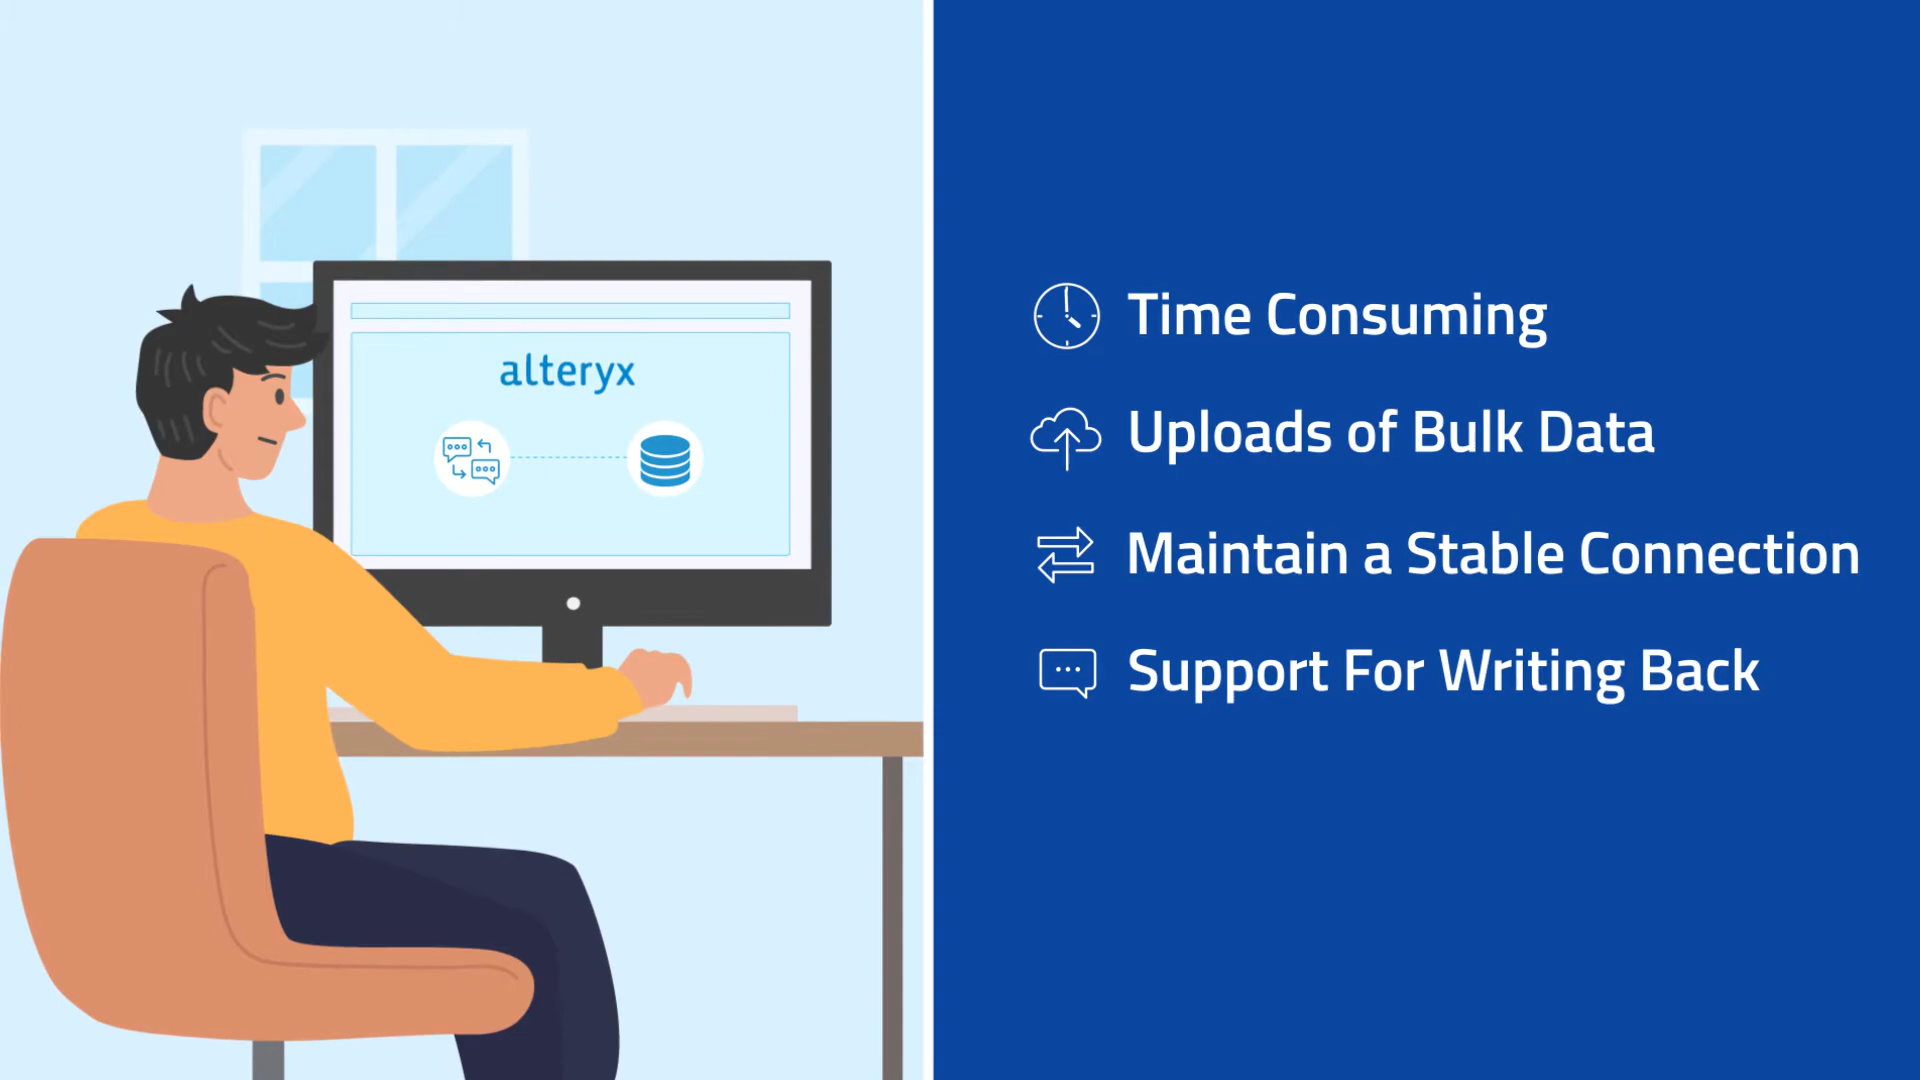 alteryx
Time Consuming
Uploads of Bulk Data
Maintain a Stable Connection
Support For Writing Back